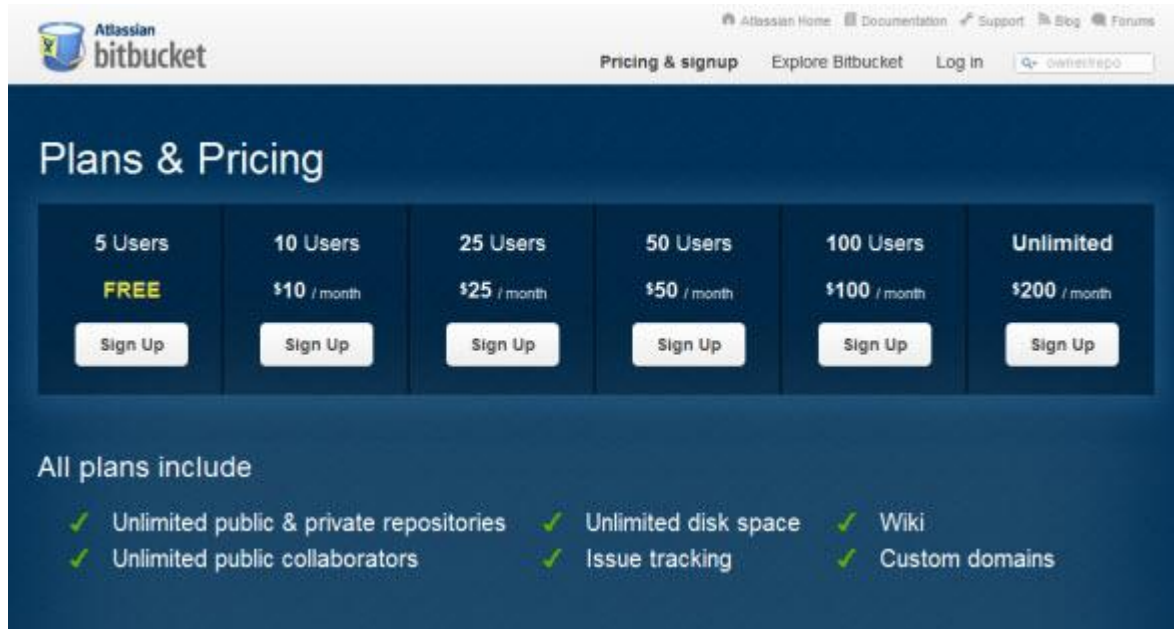 Atlassian Home Documentation Support Blog Forums
Atlassian
bitbucket
Pricing & signup Explore Bitbucket Log in owner/repo
Plans & Pricing
5 Users 10 Users 25 Users 50 Users 100 Users Unlimited
FREE $10 / month $25 / month $50 / month $100 / month $200 / month
Sign Up Sign Up Sign Up Sign Up Sign Up Sign Up
All plans include
Unlimited public & private repositories Unlimited disk space Wiki
Unlimited public collaborators Issue tracking Custom domains